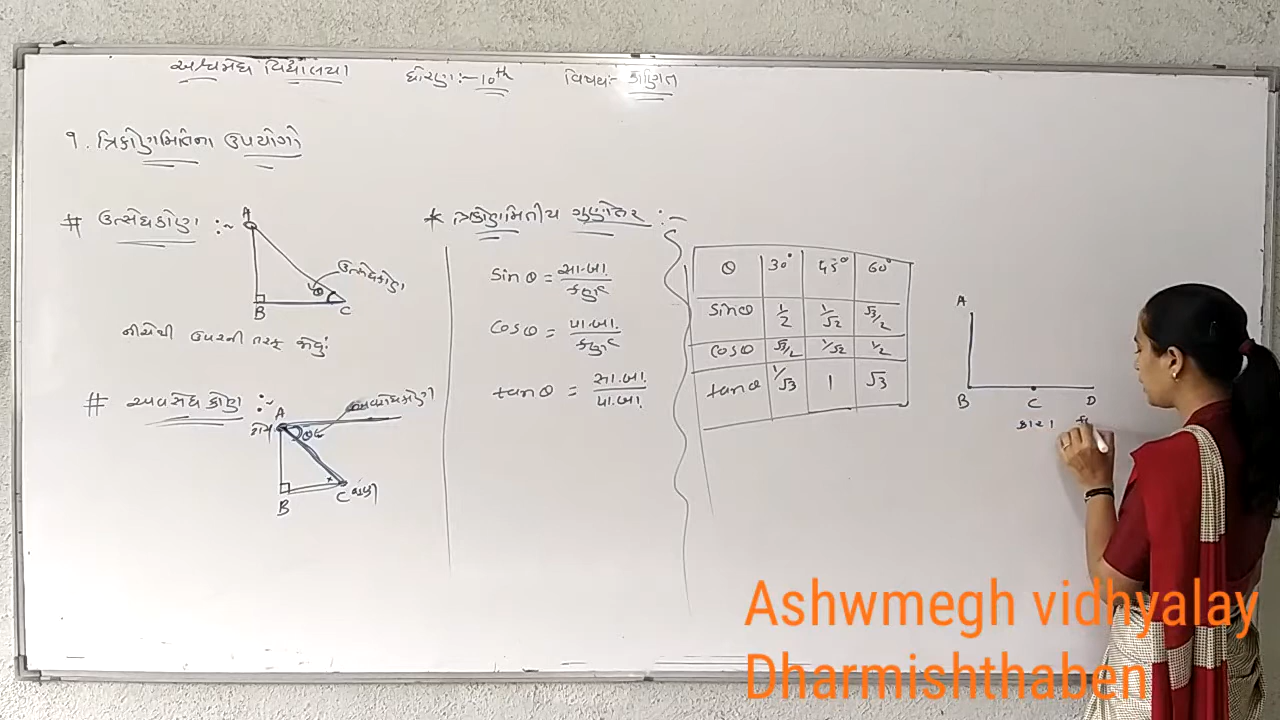 અશ્વમેઘ વિદ્યાલય ધોરણ :- 10th વિષય:- ગણિત
૧. ત્રિકોણમિતિના ઉપયોગો
# ઉત્સેધકોણ :-
A
θ
ઉત્સેધકોણ
B C
નીચેથી ઉપરની તરફ જોવું
# અવસેધકોણ :-
A
θ
અવસેધકોણ
B C
* ત્રિકોણમિતીય ગુણોત્તર :-
sin θ = સા.બા. / કર્ણ
cos θ = પા.બા. / કર્ણ
tan θ = સા.બા. / પા.બા.
θ 30° 45° 60°
sinθ 1/2 1/√2 √3/2
cosθ √3/2 1/√2 1/2
tanθ 1/√3 1 √3
A
B C D
Ashwmegh vidhyalay
Dharmishthaben